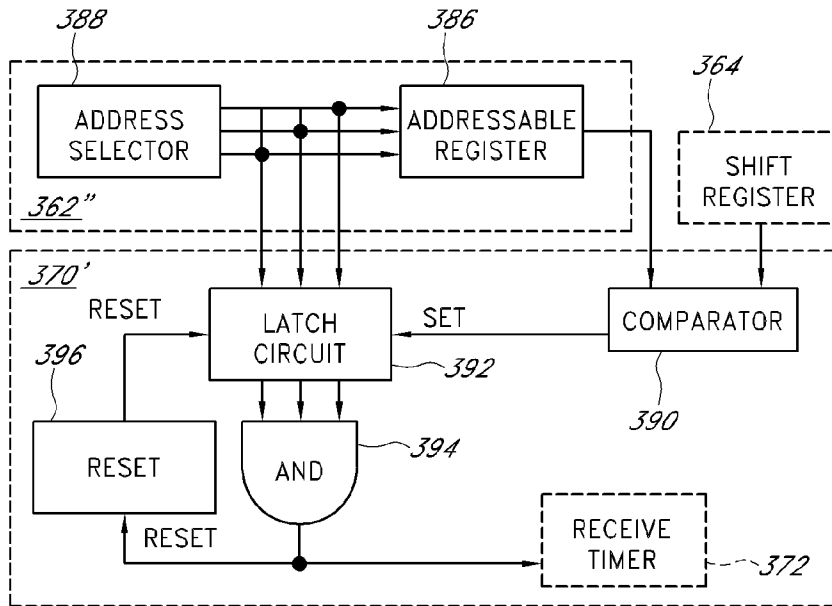 388
386
364
ADDRESS
SELECTOR
ADDRESSABLE
REGISTER
SHIFT
REGISTER
362"
370'
RESET
LATCH
CIRCUIT
SET
COMPARATOR
396
392
390
394
RESET
AND
RESET
RECEIVE
TIMER
372